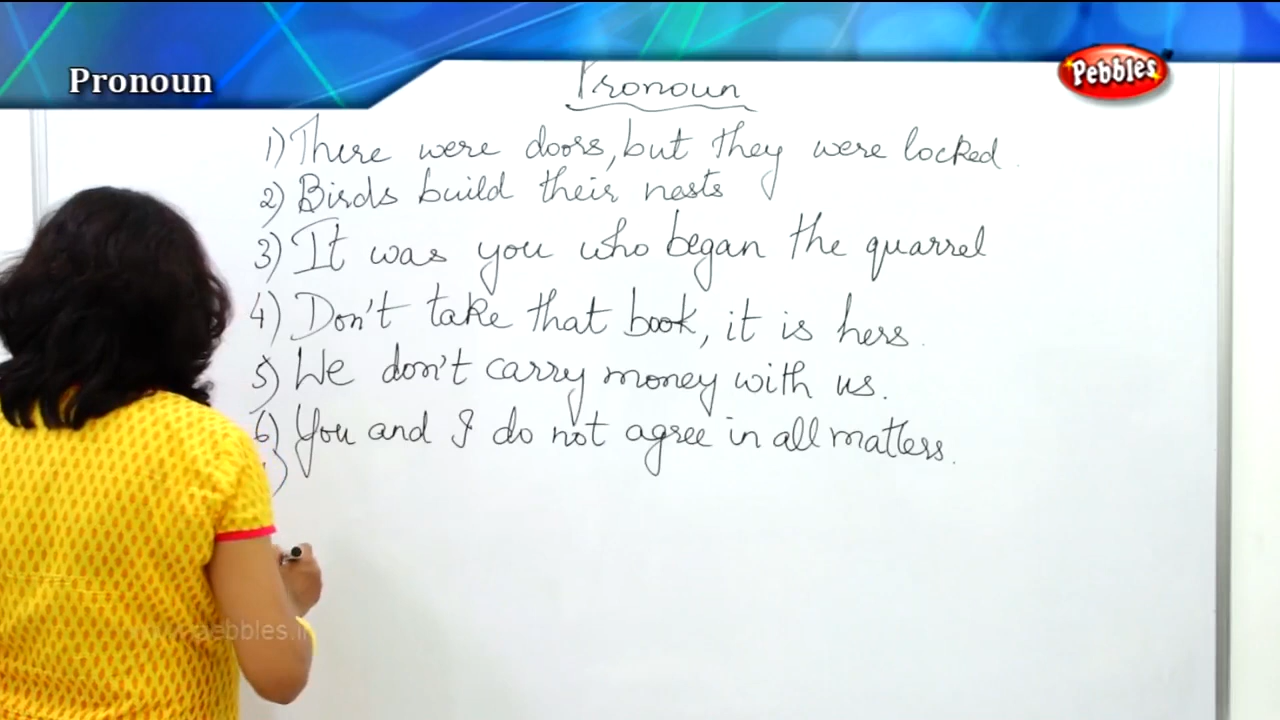 Pronoun
Pebbles
Pronoun
1) There were doors, but they were locked.
2) Birds build their nests
3) It was you who began the quarrel
4) Don't take that book, it is hers.
5) We don't carry money with us.
6) You and I do not agree in all matters.